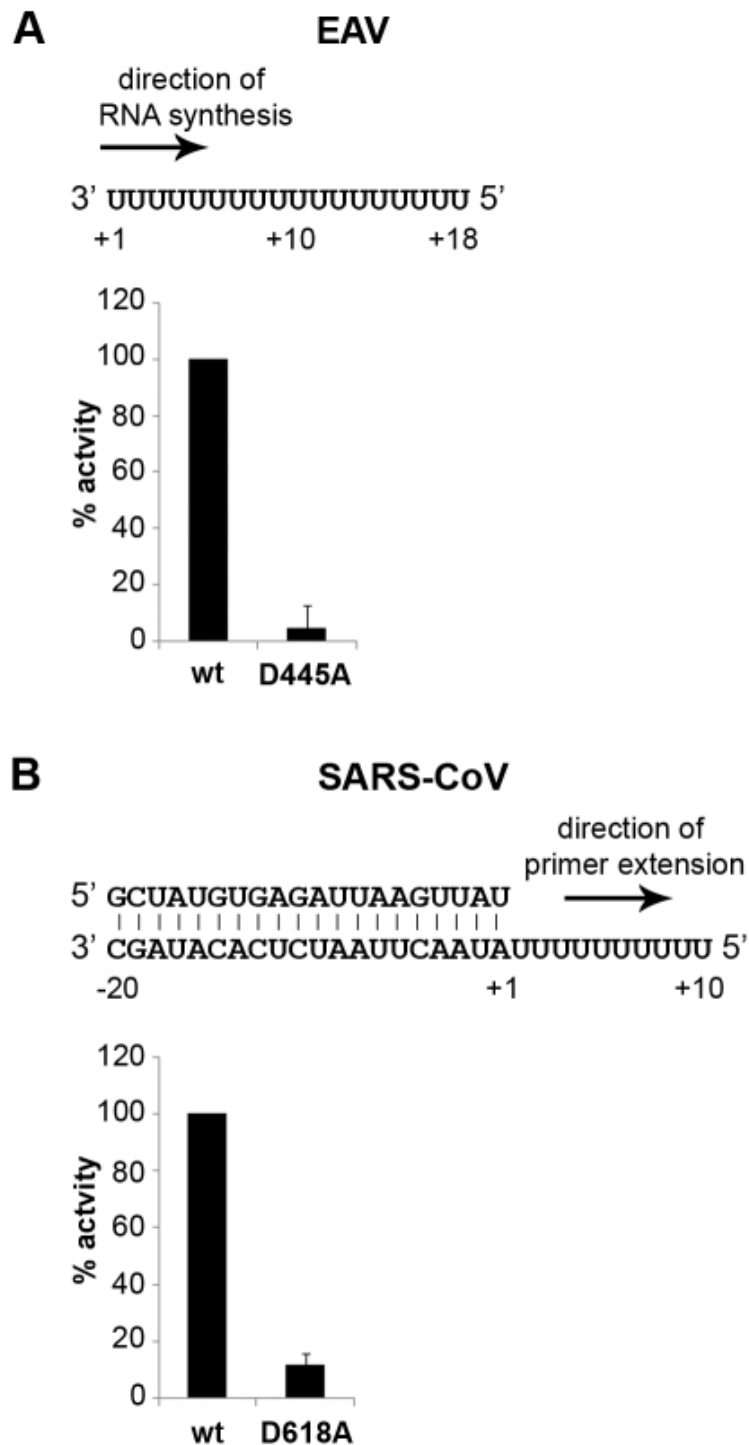 A
EAV
direction of
RNA synthesis
3’ UUUUUUUUUUUUUUUUUU 5’
+1 +10 +18
120
100
80
60
40
20
0
% actvity
wt D445A
B
SARS-CoV
direction of
primer extension
5’ GCUAUGUGAGAUUAAGUUAU
3’ CGAUACACUCUAAUUCAAUAUUUUUUUUUU 5’
-20 +1 +10
120
100
80
60
40
20
0
% actvity
wt D618A